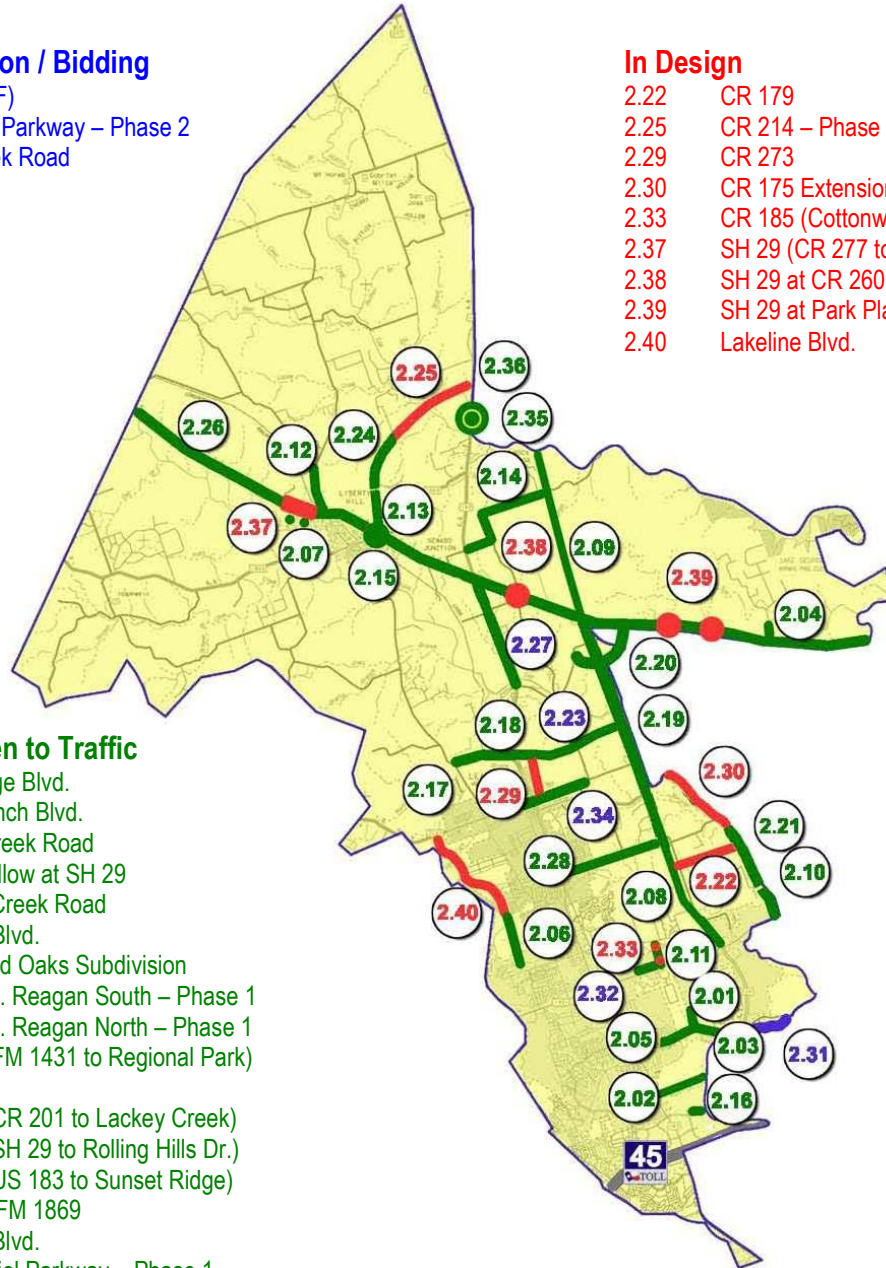 on / Bidding
F)
Parkway – Phase 2
k Road
In Design
2.22 CR 179
2.25 CR 214 – Phase
2.29 CR 273
2.30 CR 175 Extension
2.33 CR 185 (Cottonw
2.37 SH 29 (CR 277 to
2.38 SH 29 at CR 260
2.39 SH 29 at Park Pla
2.40 Lakeline Blvd.
2.36
2.25
2.35
2.26
2.24
2.12
2.14
LIBERTY HILL
2.13
2.37
2.07
2.38
2.09
SENECO JUNCTION
2.15
2.39
2.04
2.27
2.20
2.18
2.23
2.19
2.17
2.29
2.30
2.34
2.21
2.28
2.10
2.08
2.22
2.40
2.06
2.33
2.11
2.32
2.01
2.05
2.03
2.31
2.02
2.16
45
TOLL
en to Traffic
ge Blvd.
nch Blvd.
reek Road
llow at SH 29
Creek Road
Blvd.
d Oaks Subdivision
. Reagan South – Phase 1
. Reagan North – Phase 1
FM 1431 to Regional Park)
CR 201 to Lackey Creek)
SH 29 to Rolling Hills Dr.)
US 183 to Sunset Ridge)
FM 1869
Blvd.
iel Parkway – Phase 1